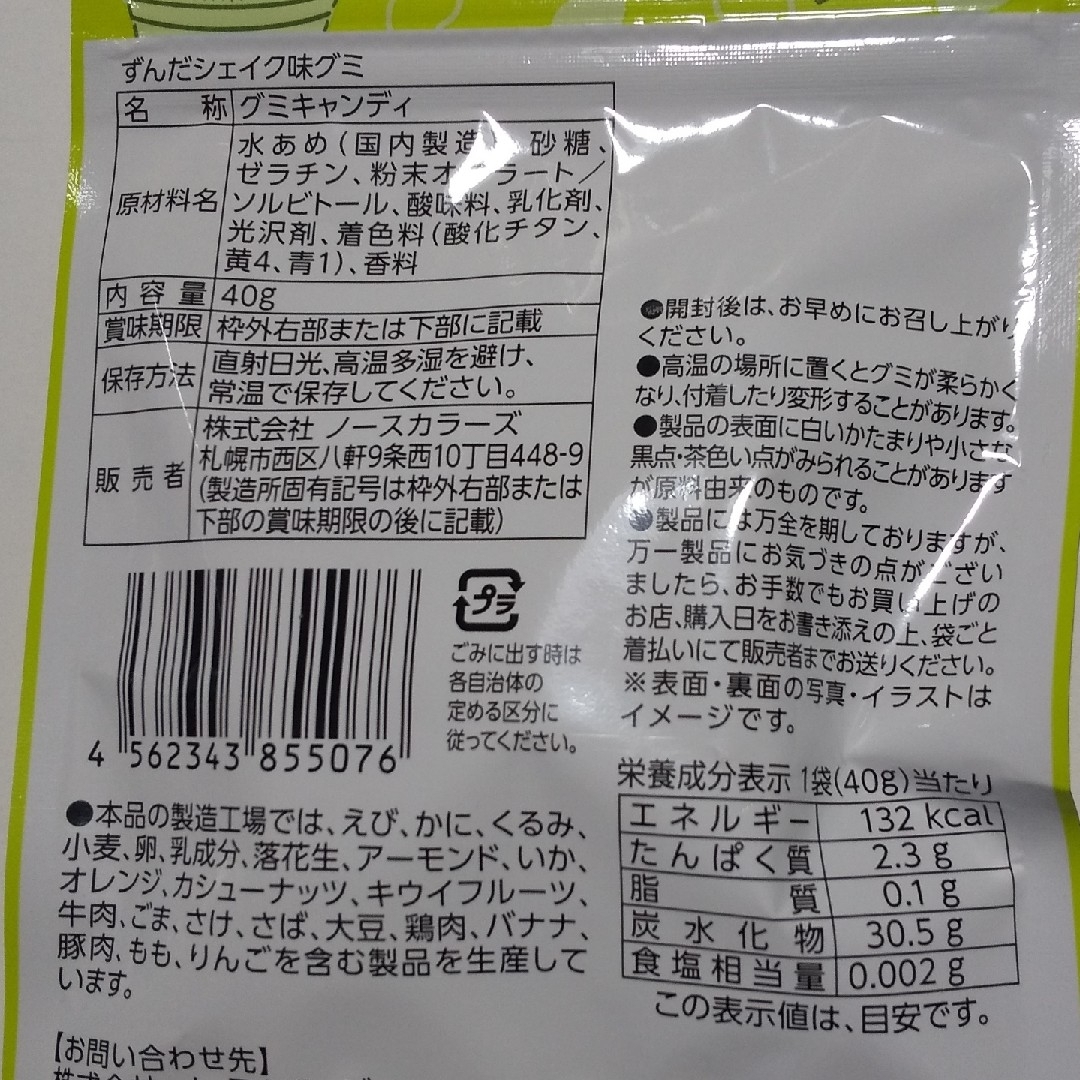 ずんだシェイク味グミ
名称 グミキャンディ
原材料名 水あめ(国内製造)、砂糖、
ゼラチン、粉末オ ラート/
ソルビトール、酸味料、乳化剤、
光沢剤、着色料(酸化チタン、
黄4、青1)、香料
内容量 40g
賞味期限 枠外右部または下部に記載
保存方法 直射日光、高温多湿を避け、
常温で保存してください。
販売者 株式会社 ノースカラーズ
札幌市西区八軒9条西10丁目448-9
(製造所固有記号は枠外右部または
下部の賞味期限の後に記載)
プラ
ごみに出す時は
各自治体の
定める区分に
従ってください。
4 562343 855076
●本品の製造工場では、えび、かに、くるみ、
小麦、卵、乳成分、落花生、アーモンド、いか、
オレンジ、カシューナッツ、キウイフルーツ、
牛肉、ごま、さけ、さば、大豆、鶏肉、バナナ、
豚肉、もも、りんごを含む製品を生産して
います。
【お問い合わせ先】
●開封後は、お早めにお召し上がり
ください。
●高温の場所に置くとグミが柔らかく
なり、付着したり変形することがあります。
●製品の表面に白いかたまりや小さな
黒点・茶色い点がみられることがあります
が原料由来のものです。
●製品には万全を期しておりますが、
万一製品にお気づきの点がござい
ましたら、お手数でもお買い上げの
お店、購入日をお書き添えの上、袋ごと
着払いにて販売者までお送りください。
※表面・裏面の写真・イラストは
イメージです。
栄養成分表示 1袋(40g)当たり
エネルギー 132 kcal
たんぱく質 2.3 g
脂質 0.1 g
炭水化物 30.5 g
食塩相当量 0.002 g
この表示値は、目安です。